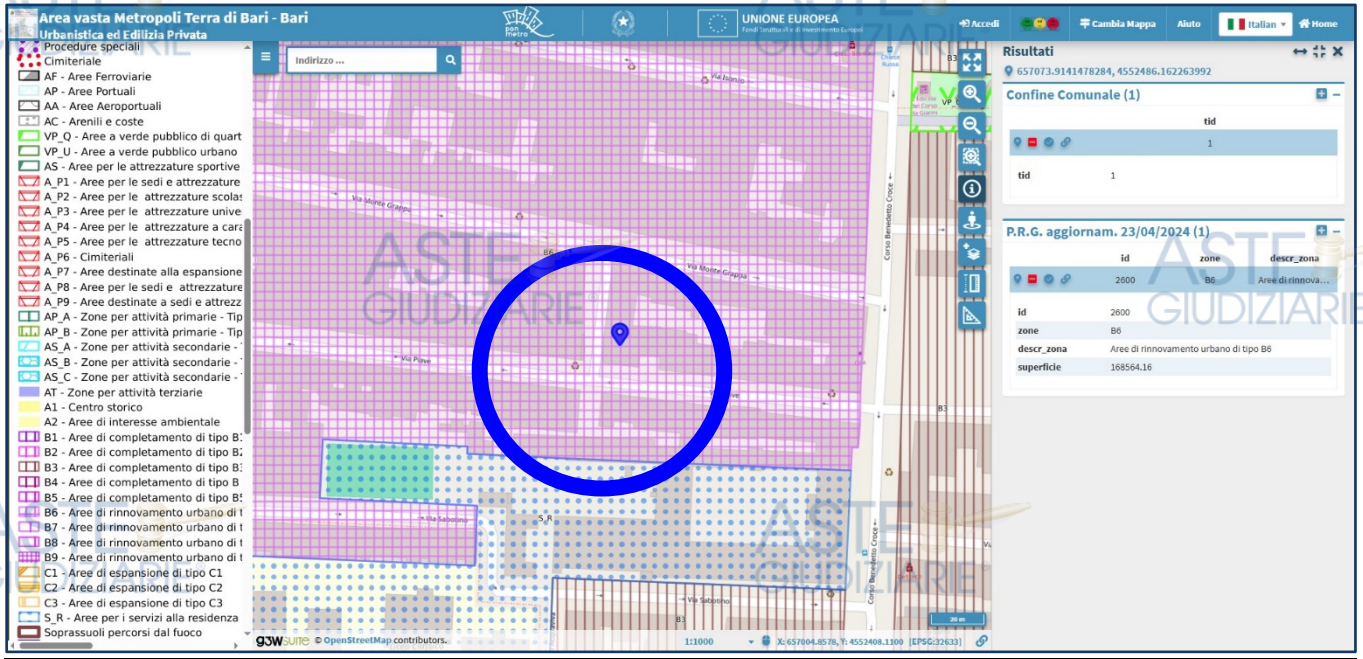 Area vasta Metropoli Terra di Bari - Bari
Urbanistica ed Edilizia Privata
pon metro
UNIONE EUROPEA
Fondi Strutturali e di Investimento Europei
Accedi
Cambia Mappa
Aiuto
Italian
Home
Procedure speciali
Cimiteriale
AF - Aree Ferroviarie
AP - Aree Portuali
AA - Aree Aeroportuali
AC - Arenili e coste
VP_Q - Aree a verde pubblico di quart
VP_U - Aree a verde pubblico urbano
AS - Aree per le attrezzature sportive
A_P1 - Aree per le sedi e attrezzature
A_P2 - Aree per le attrezzature scolas
A_P3 - Aree per le attrezzature unive
A_P4 - Aree per le attrezzature a cara
A_P5 - Aree per le attrezzature tecno
A_P6 - Cimiteriali
A_P7 - Aree destinate alla espansione
A_P8 - Aree per le sedi e attrezzature
A_P9 - Aree destinate a sedi e attrezz
AP_A - Zone per attività primarie - Tip
AP_B - Zone per attività primarie - Tip
AS_A - Zone per attività secondarie -
AS_B - Zone per attività secondarie -
AS_C - Zone per attività secondarie -
AT - Zone per attività terziarie
A1 - Centro storico
A2 - Aree di interesse ambientale
B1 - Aree di completamento di tipo B1
B2 - Aree di completamento di tipo B2
B3 - Aree di completamento di tipo B3
B4 - Aree di completamento di tipo B
B5 - Aree di completamento di tipo B5
B6 - Aree di rinnovamento urbano di t
B7 - Aree di rinnovamento urbano di t
B8 - Aree di rinnovamento urbano di t
B9 - Aree di rinnovamento urbano di t
C1 - Aree di espansione di tipo C1
C2 - Aree di espansione di tipo C2
C3 - Aree di espansione di tipo C3
S_R - Aree per i servizi alla residenza
Soprassuoli percorsi dal fuoco
Indirizzo ...
Via Isonzo
B3
VP_
Via Monte Grappa
Corso Benedetto Croce
B6
Via Monte Grappa
Via Piave
B3
Via Sabotino
S_R
Corso Benedetto Croce
Via Sabotino
B3
20 m
G3WSUITE © OpenStreetMap contributors.
1:1000
X: 657004.8578, Y: 4552408.1100 [EPSG:32633]
Risultati
657073.9141478284, 4552486.162263992
Confine Comunale (1)
tid
1
tid 1
P.R.G. aggiornam. 23/04/2024 (1)
id zone descr_zona
2600 B6 Aree di rinnova...
id 2600
zone B6
descr_zona Aree di rinnovamento urbano di tipo B6
superficie 168564.16
ASTE
GIUDIZIARIE
ASTE
GIUDIZIARIE
ASTE
GIUDIZIARIE®
ASTE
GIUDIZIARIE